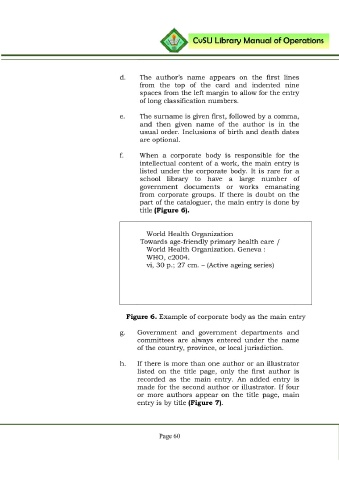 CvSU Library Manual of Operations
d. The author's name appears on the first lines
from the top of the card and indented nine
spaces from the left margin to allow for the entry
of long classification numbers.
e. The surname is given first, followed by a comma,
and then given name of the author is in the
usual order. Inclusions of birth and death dates
are optional.
f. When a corporate body is responsible for the
intellectual content of a work, the main entry is
listed under the corporate body. It is rare for a
school library to have a large number of
government documents or works emanating
from corporate groups. If there is doubt on the
part of the cataloguer, the main entry is done by
title (Figure 6).
World Health Organization
Towards age-friendly primary health care /
World Health Organization. Geneva :
WHO, c2004.
vi, 30 p.; 27 cm. – (Active ageing series)
Figure 6. Example of corporate body as the main entry
g. Government and government departments and
committees are always entered under the name
of the country, province, or local jurisdiction.
h. If there is more than one author or an illustrator
listed on the title page, only the first author is
recorded as the main entry. An added entry is
made for the second author or illustrator. If four
or more authors appear on the title page, main
entry is by title (Figure 7).
Page 60